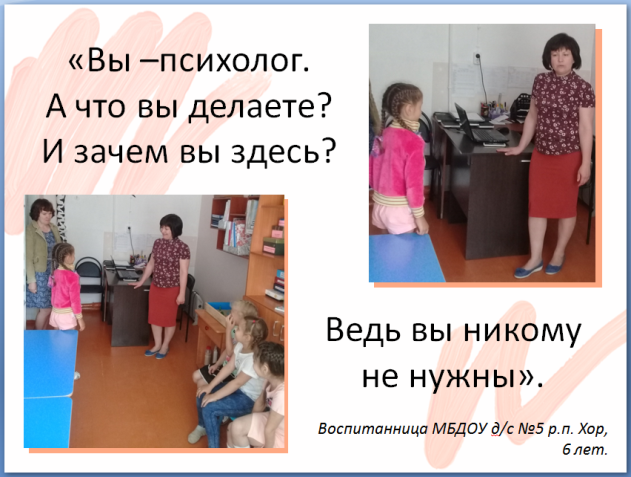 «Вы –психолог.
А что вы делаете?
И зачем вы здесь?
Ведь вы никому
не нужны».
Воспитанница МБДОУ д/с №5 р.п. Хор,
6 лет.